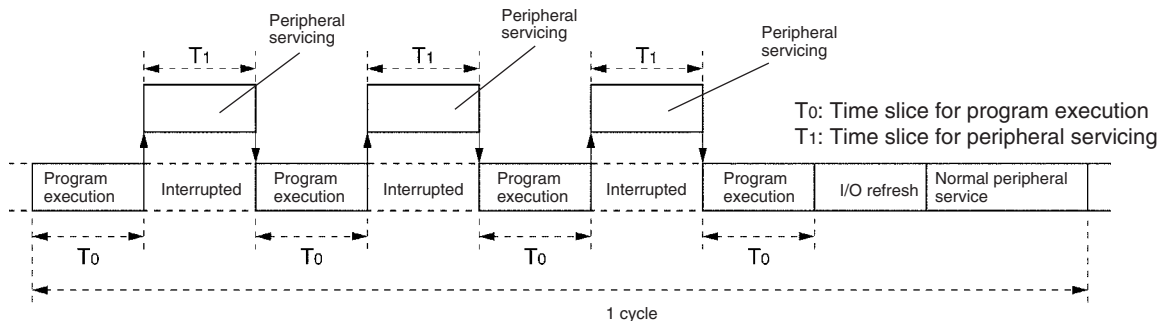 Peripheral
servicing
Peripheral
servicing
Peripheral
servicing
T1
T1
T1
T0: Time slice for program execution
T1: Time slice for peripheral servicing
Program
execution
Interrupted
Program
execution
Interrupted
Program
execution
Interrupted
Program
execution
I/O refresh
Normal peripheral
service
T0
T0
T0
T0
1 cycle